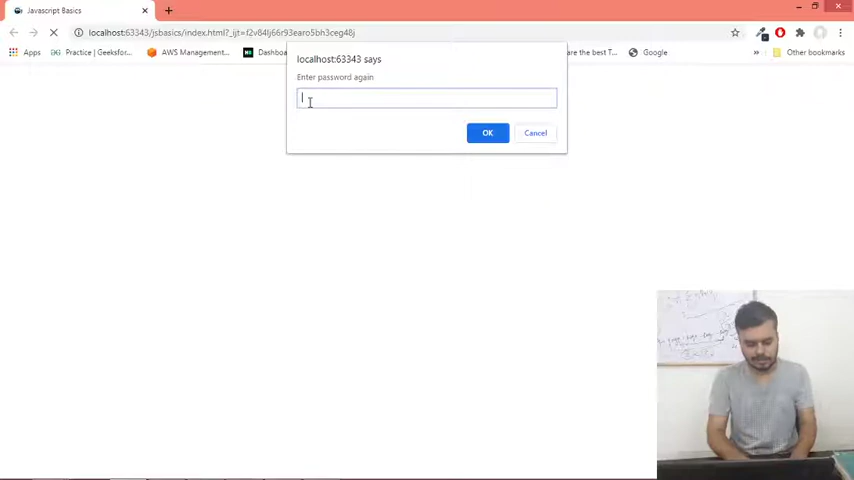 Javascript Basics
localhost:63343/jsbasics/index.html?_ijt=f2v84lj66r93earo5bh3ceg48j
Apps Practice | Geeksfor... AWS Management... Dashboa are the best T... Google » Other bookmarks
localhost:63343 says
Enter password again
OK Cancel